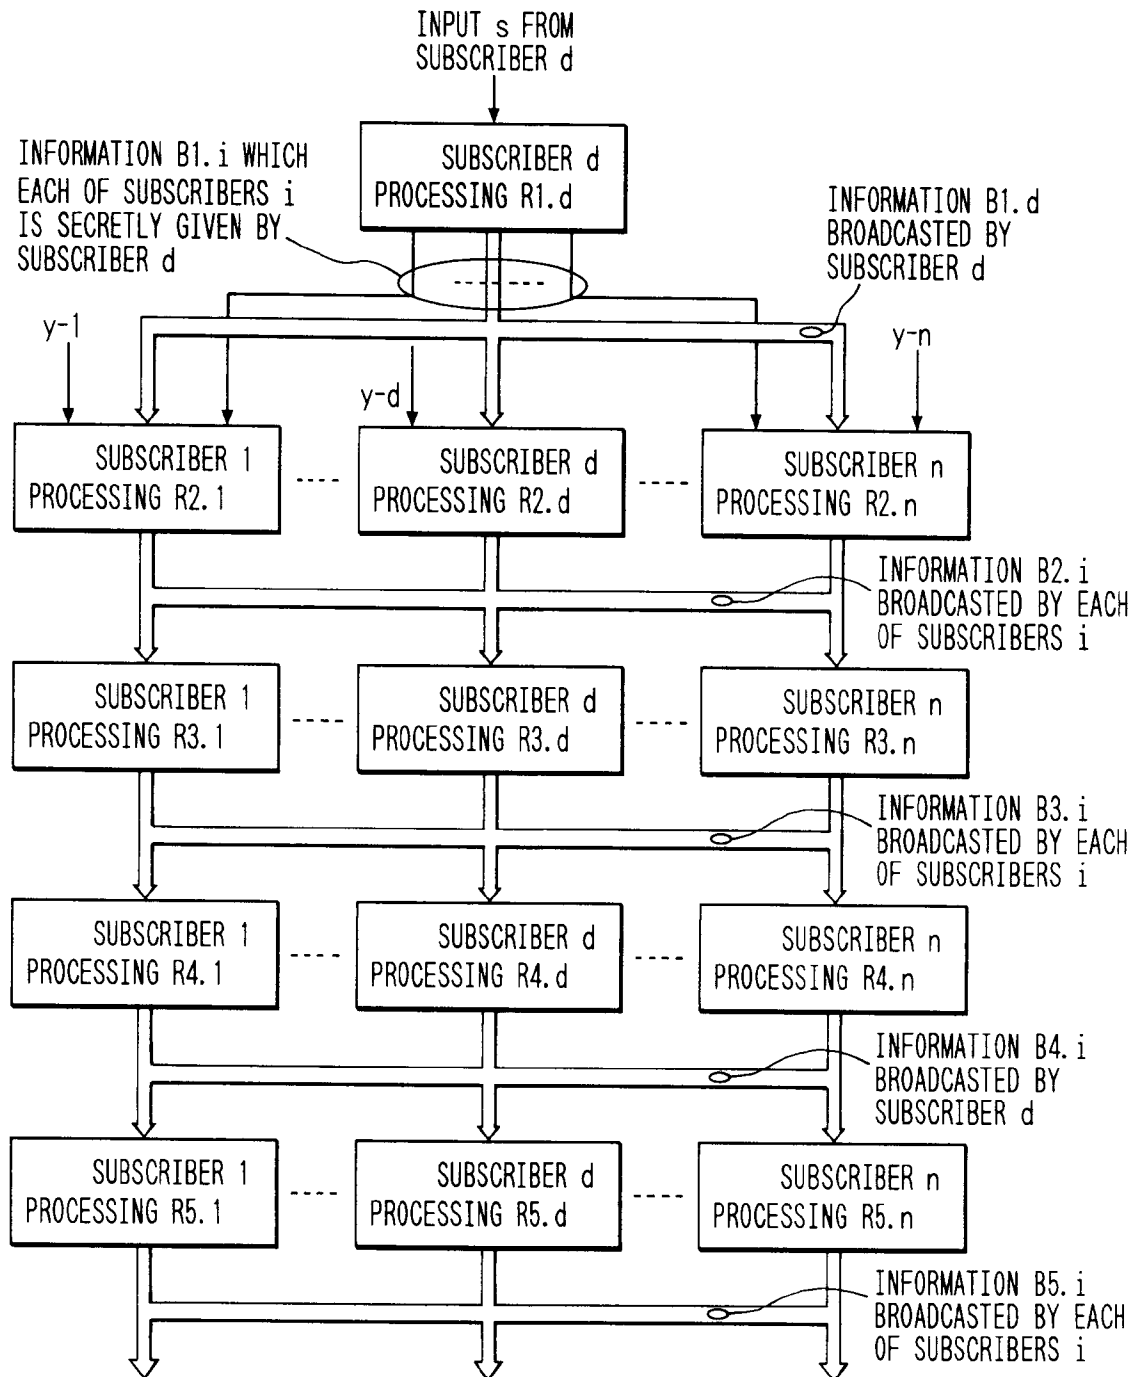 INPUT s FROM
SUBSCRIBER d
SUBSCRIBER d
PROCESSING R1.d
INFORMATION B1.i WHICH
EACH OF SUBSCRIBERS i
IS SECRETLY GIVEN BY
SUBSCRIBER d
INFORMATION B1.d
BROADCASTED BY
SUBSCRIBER d
y-1
y-d
y-n
SUBSCRIBER 1
PROCESSING R2.1
SUBSCRIBER d
PROCESSING R2.d
SUBSCRIBER n
PROCESSING R2.n
INFORMATION B2.i
BROADCASTED BY EACH
OF SUBSCRIBERS i
SUBSCRIBER 1
PROCESSING R3.1
SUBSCRIBER d
PROCESSING R3.d
SUBSCRIBER n
PROCESSING R3.n
INFORMATION B3.i
BROADCASTED BY EACH
OF SUBSCRIBERS i
SUBSCRIBER 1
PROCESSING R4.1
SUBSCRIBER d
PROCESSING R4.d
SUBSCRIBER n
PROCESSING R4.n
INFORMATION B4.i
BROADCASTED BY
SUBSCRIBER d
SUBSCRIBER 1
PROCESSING R5.1
SUBSCRIBER d
PROCESSING R5.d
SUBSCRIBER n
PROCESSING R5.n
INFORMATION B5.i
BROADCASTED BY EACH
OF SUBSCRIBERS i